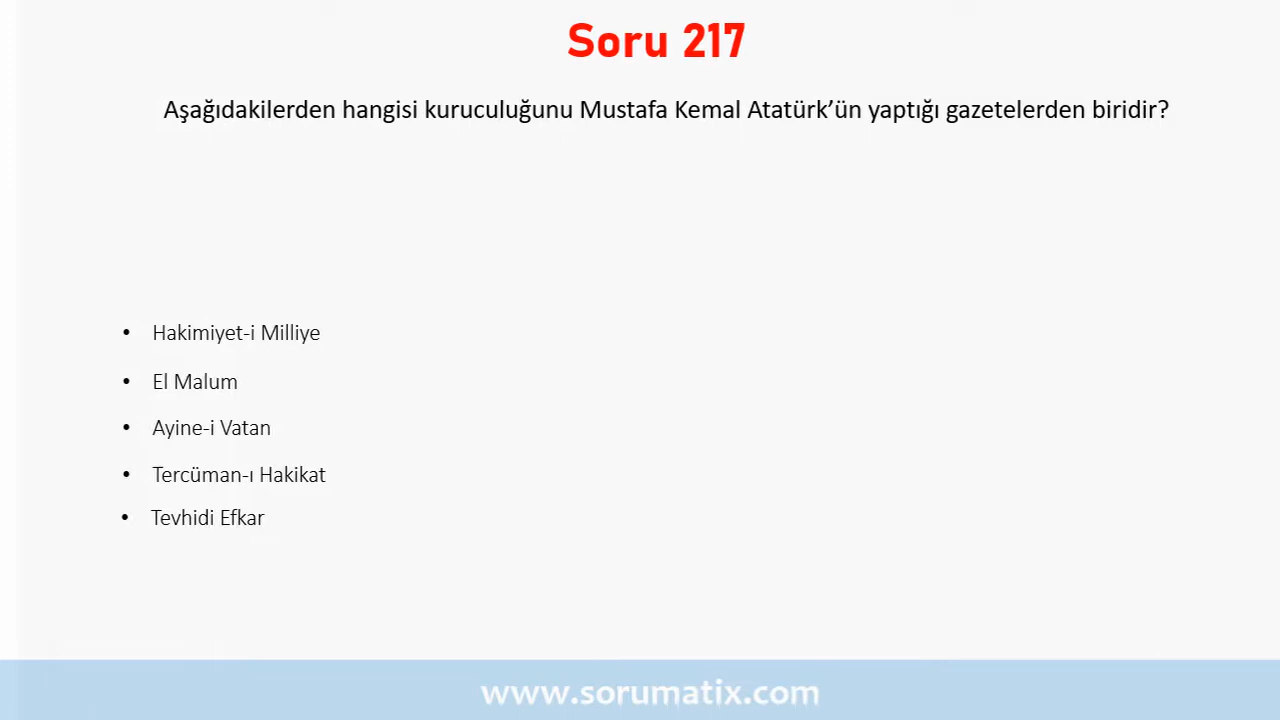 Soru 217
Aşağıdakilerden hangisi kuruculuğunu Mustafa Kemal Atatürk’ün yaptığı gazetelerden biridir?
• Hakimiyet-i Milliye
• El Malum
• Ayine-i Vatan
• Tercüman-ı Hakikat
• Tevhidi Efkar
www.sorumatix.com